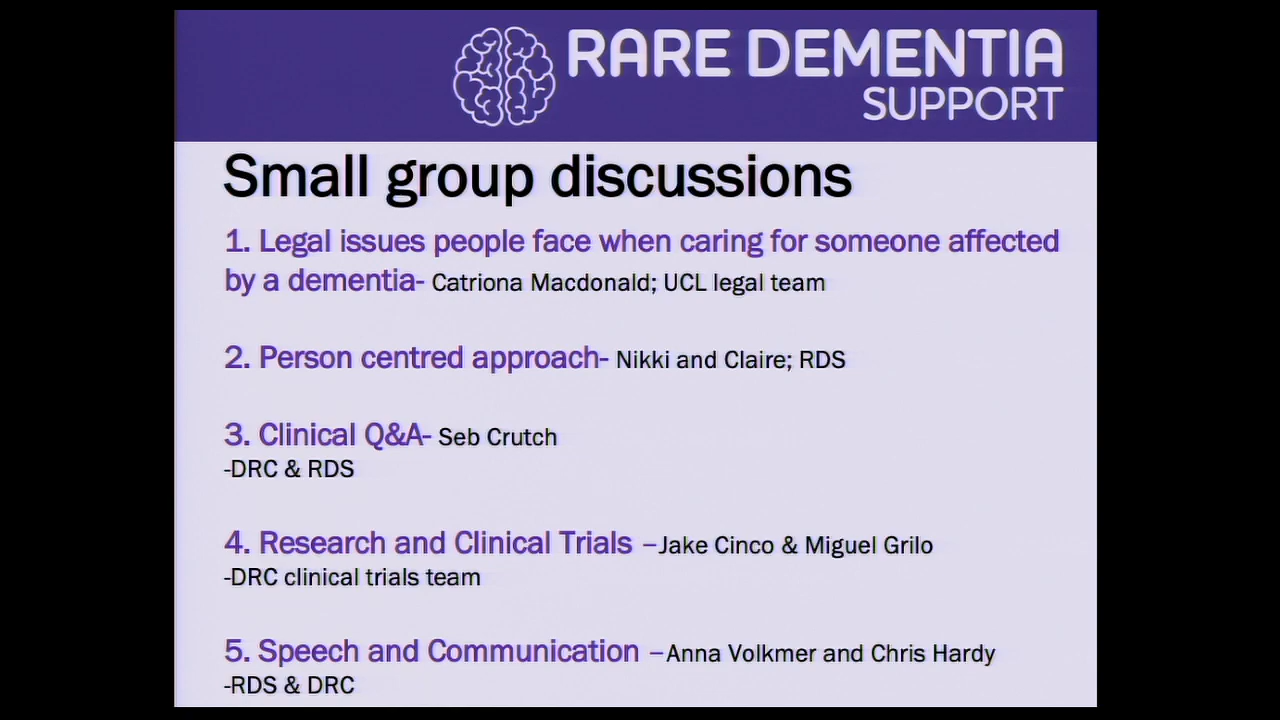 RARE DEMENTIA
SUPPORT
Small group discussions
1. Legal issues people face when caring for someone affected
by a dementia- Catriona Macdonald; UCL legal team
2. Person centred approach- Nikki and Claire; RDS
3. Clinical Q&A- Seb Crutch
-DRC & RDS
4. Research and Clinical Trials –Jake Cinco & Miguel Grilo
-DRC clinical trials team
5. Speech and Communication –Anna Volkmer and Chris Hardy
-RDS & DRC